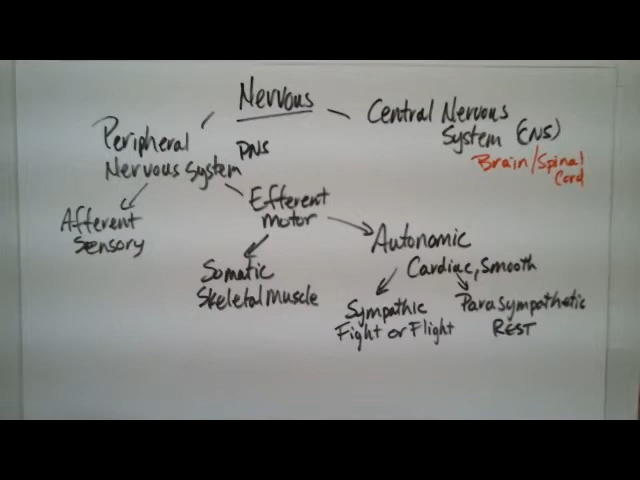 Nervous
Central Nervous
System (CNS)
Brain/Spinal
Cord
Peripheral
Nervous System
PNS
Afferent
Sensory
Efferent
motor
Somatic
Skeletal Muscle
Autonomic
Cardiac, Smooth
Sympathic
Fight or Flight
Parasympathetic
REST